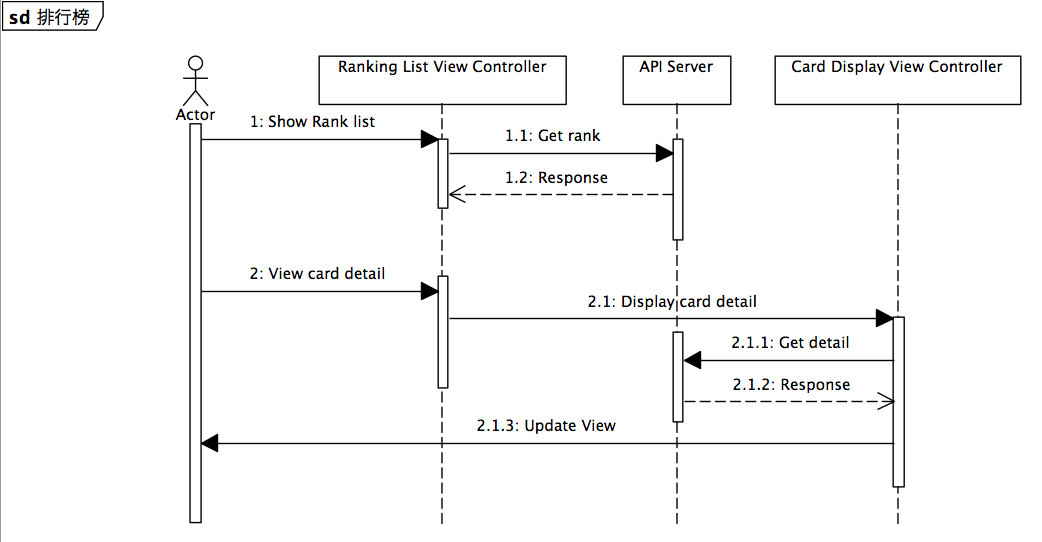 sd 排行榜
Ranking List View Controller
API Server
Card Display View Controller
Actor
1: Show Rank list
1.1: Get rank
1.2: Response
2: View card detail
2.1: Display card detail
2.1.1: Get detail
2.1.2: Response
2.1.3: Update View